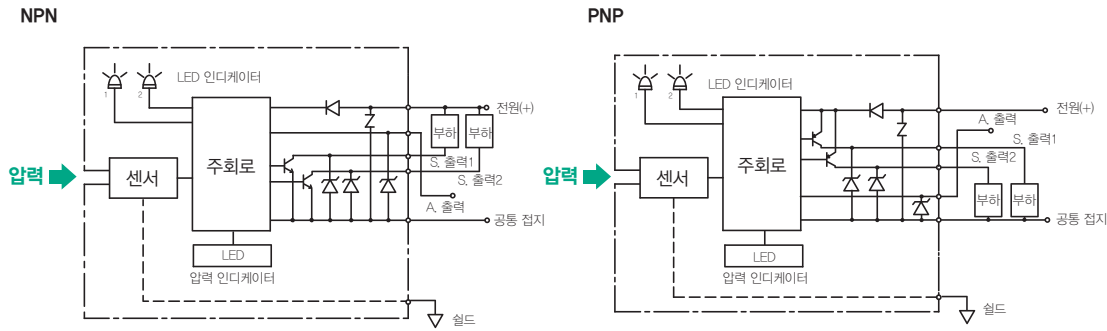 NPN
1
2
LED 인디케이터
압력
센서
주회로
전원(+)
부하
부하
S. 출력1
S. 출력2
A. 출력
공통 접지
LED
압력 인디케이터
쉴드
PNP
1
2
LED 인디케이터
압력
센서
주회로
전원(+)
A. 출력
S. 출력1
S. 출력2
부하
부하
공통 접지
LED
압력 인디케이터
쉴드